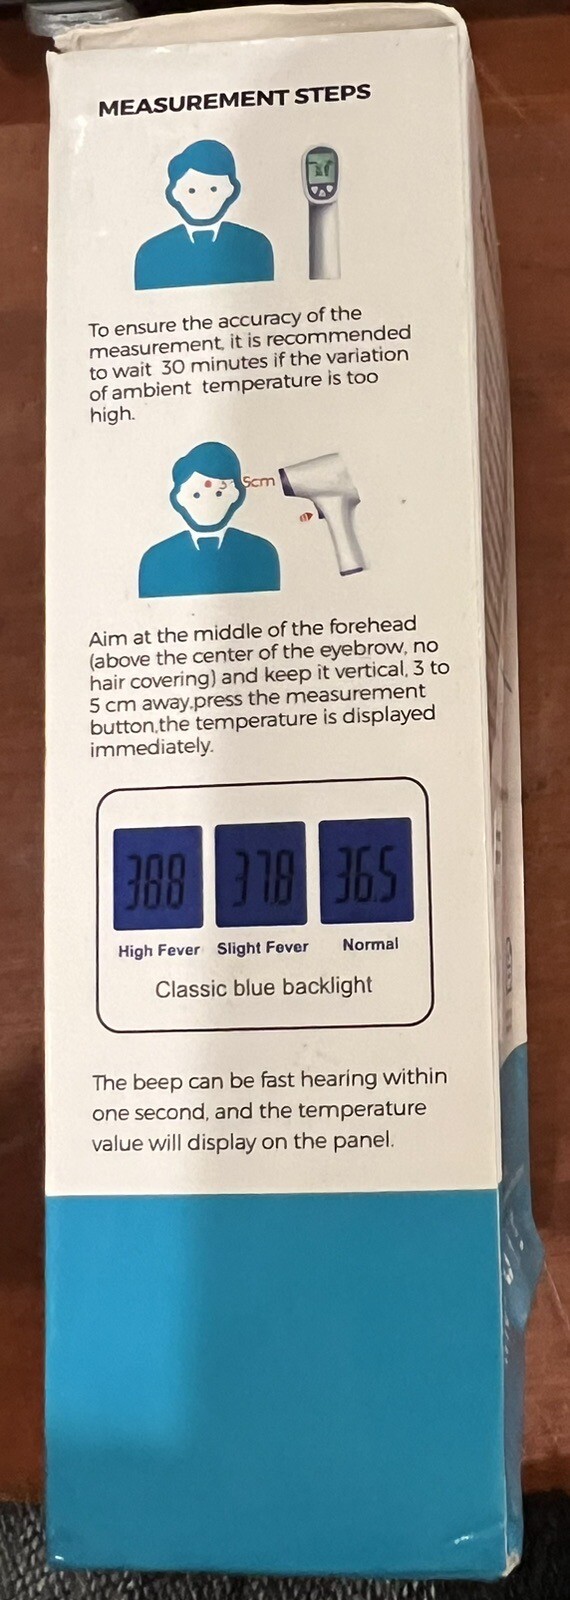 MEASUREMENT STEPS
To ensure the accuracy of the
measurement, it is recommended
to wait 30 minutes if the variation
of ambient temperature is too
high.
5cm
Aim at the middle of the forehead
(above the center of the eyebrow, no
hair covering) and keep it vertical, 3 to
5 cm away,press the measurement
button,the temperature is displayed
immediately.
38.8 37.8 36.5
High Fever Slight Fever Normal
Classic blue backlight
The beep can be fast hearing within
one second, and the temperature
value will display on the panel.